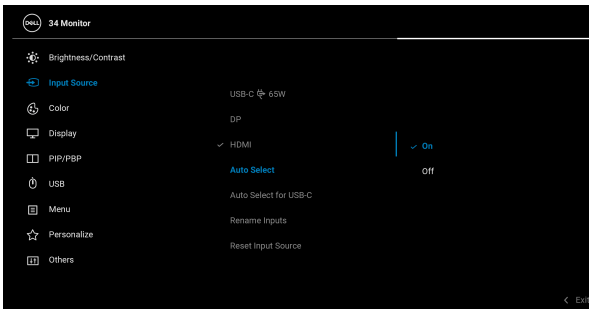 DELL 34 Monitor
Brightness/Contrast
Input Source
Color
Display
PIP/PBP
USB
Menu
Personalize
Others
USB-C 65W
DP
HDMI
Auto Select
Auto Select for USB-C
Rename Inputs
Reset Input Source
On
Off
Exit